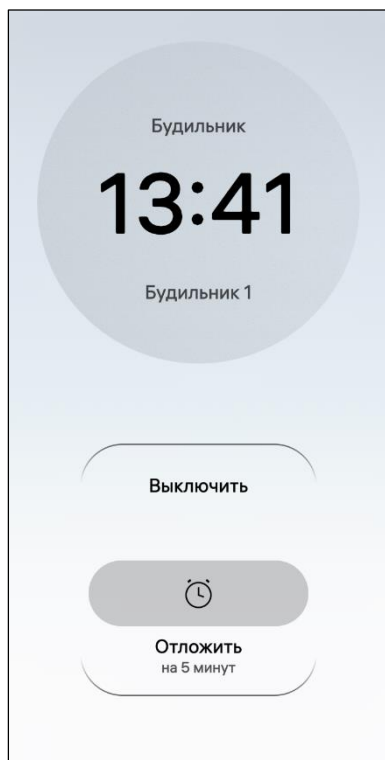 Будильник
13:41
Будильник 1
Выключить
Отложить
на 5 минут